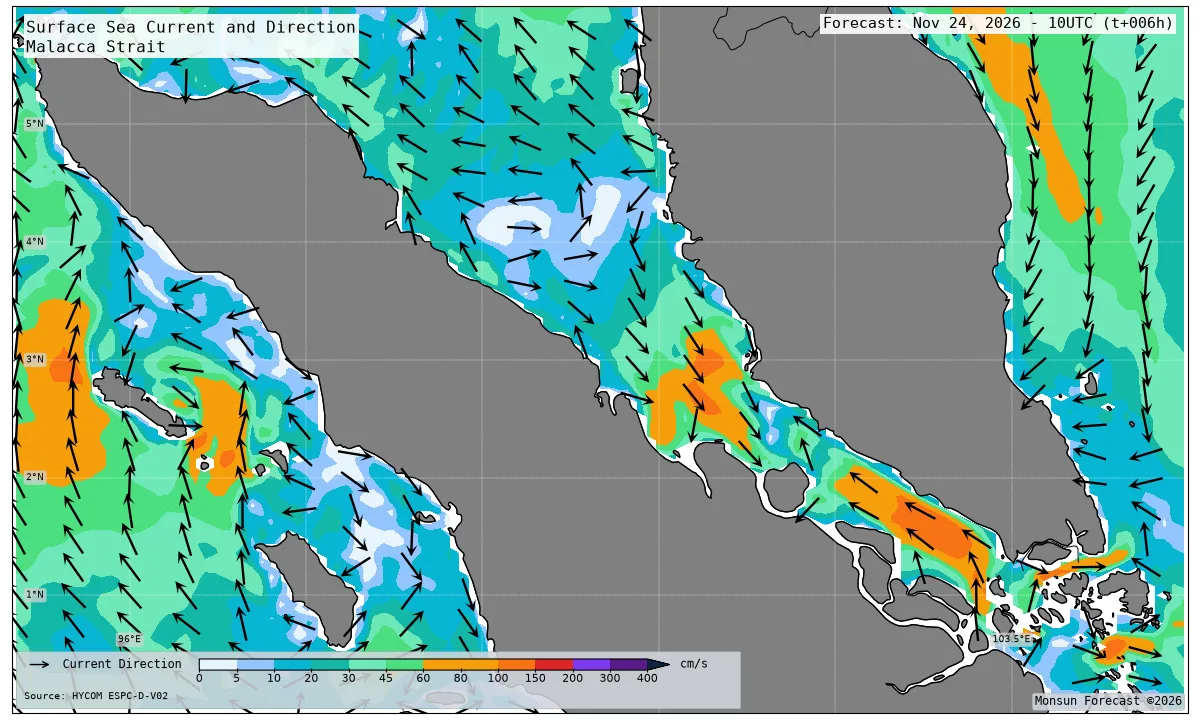 Surface Sea Current and Direction
Malacca Strait
Forecast: Nov 24, 2026 - 10UTC (t+006h)
5°N
4°N
3°N
2°N
1°N
96°E
103.5°E
Current Direction
0 5 10 20 30 45 60 80 100 150 200 300 400
cm/s
Source: HYCOM ESPC-D-V02
Monsun Forecast ©2026